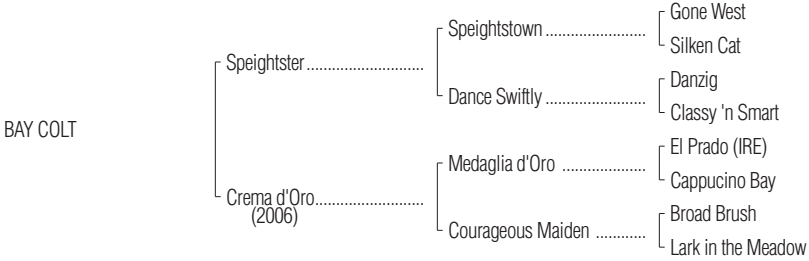 Gone West
Speightstown ........................
Silken Cat
Speightster ............................
Danzig
Dance Swiftly ........................
Classy 'n Smart
BAY COLT
El Prado (IRE)
Medaglia d'Oro ....................
Cappucino Bay
Crema d'Oro..........................
(2006)
Broad Brush
Courageous Maiden ............
Lark in the Meadow